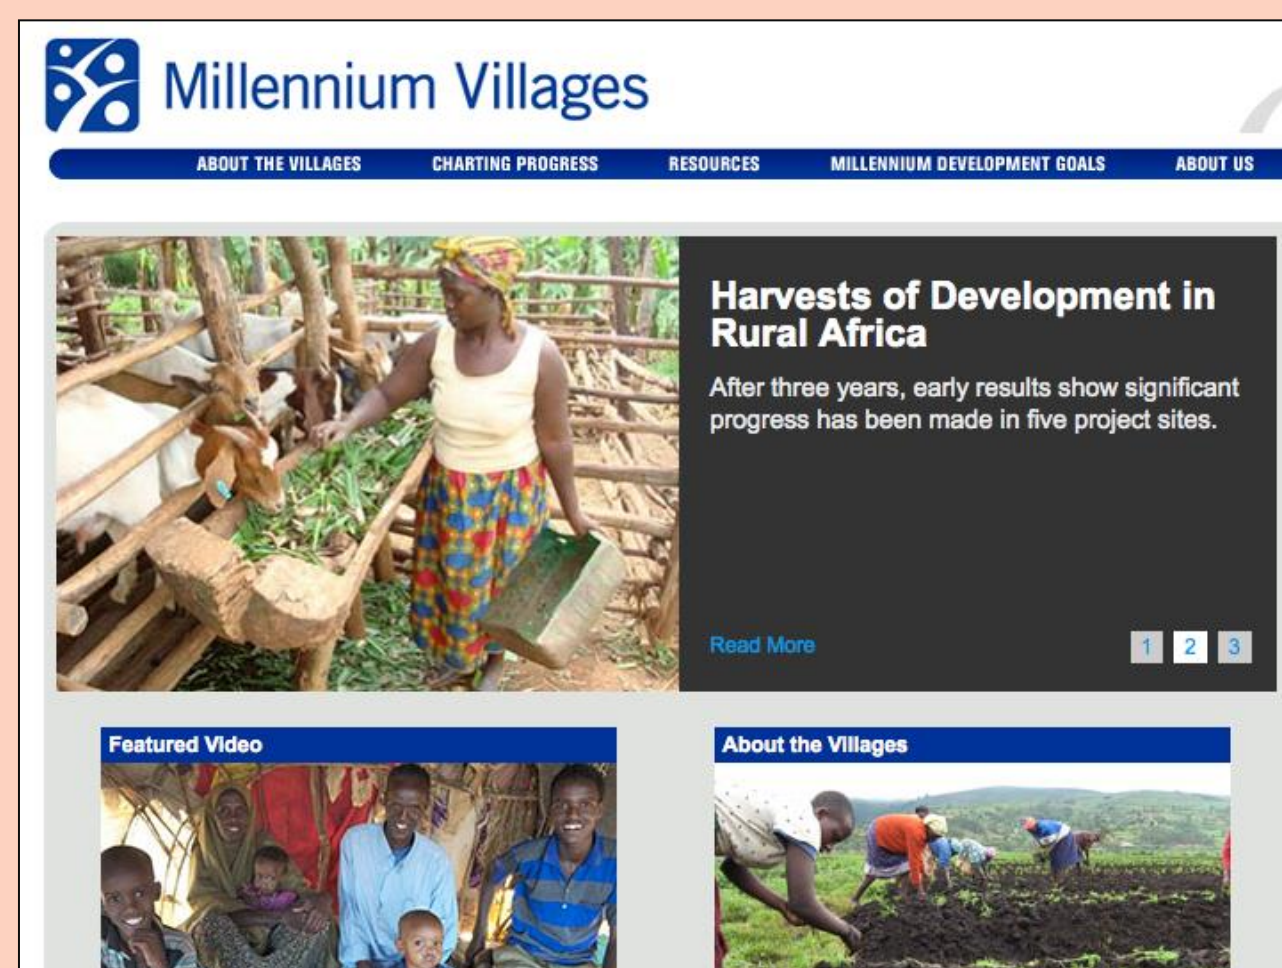 Millennium Villages
ABOUT THE VILLAGES CHARTING PROGRESS RESOURCES MILLENNIUM DEVELOPMENT GOALS ABOUT US
Harvests of Development in
Rural Africa
After three years, early results show significant
progress has been made in five project sites.
Read More 1 2 3
Featured Video About the Villages